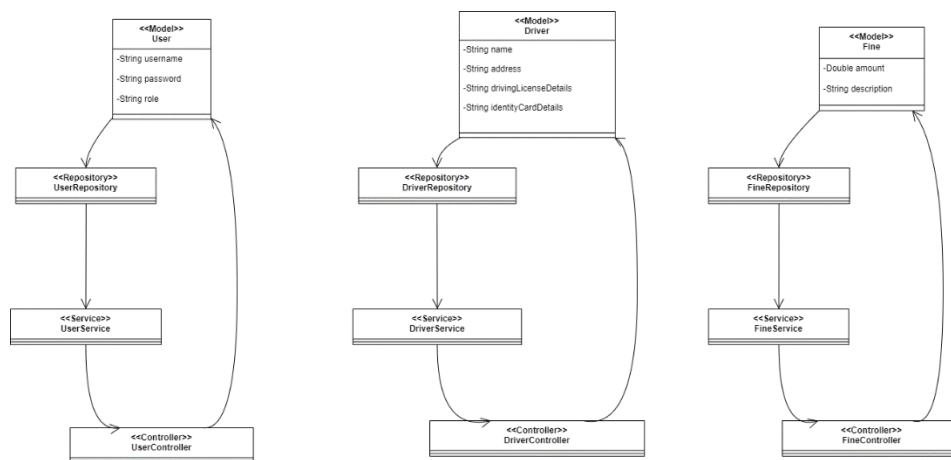 <<Model>>
User
-String username
-String password
-String role
<<Repository>>
UserRepository
<<Service>>
UserService
<<Controller>>
UserController
<<Model>>
Driver
-String name
-String address
-String drivingLicenseDetails
-String identityCardDetails
<<Repository>>
DriverRepository
<<Service>>
DriverService
<<Controller>>
DriverController
<<Model>>
Fine
-Double amount
-String description
<<Repository>>
FineRepository
<<Service>>
FineService
<<Controller>>
FineController